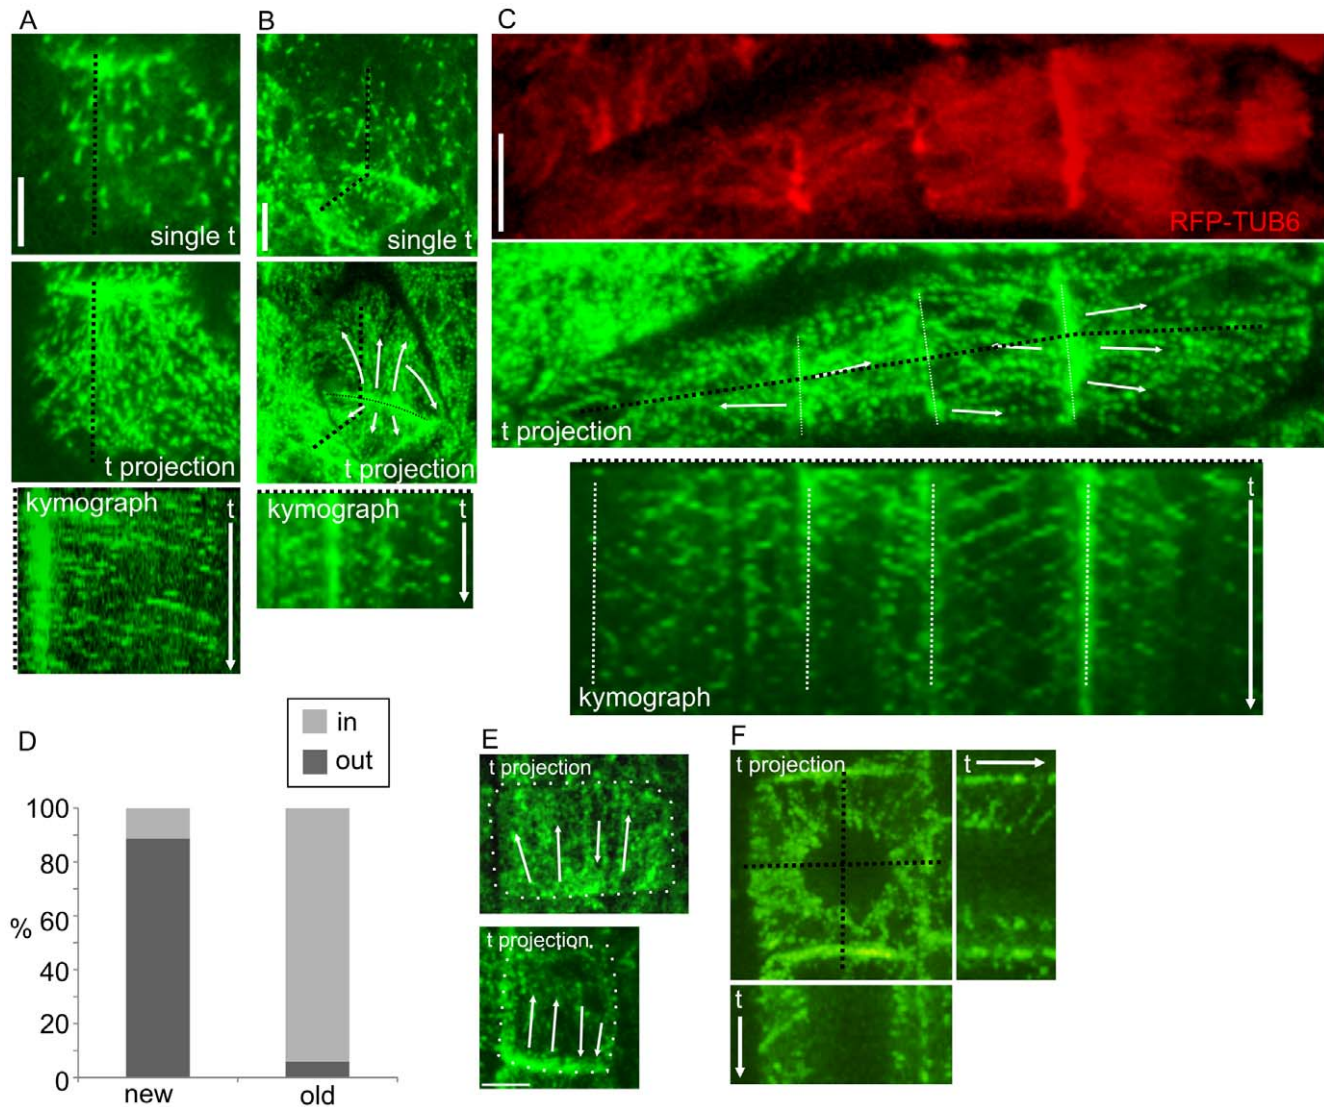 A
B
C
single t
single t
RFP-TUB6
t projection
t projection
t projection
kymograph
t
kymograph
t
t
kymograph
D
in
out
100
80
60
40
20
0
%
new
old
E
t projection
t projection
F
t projection
t
t